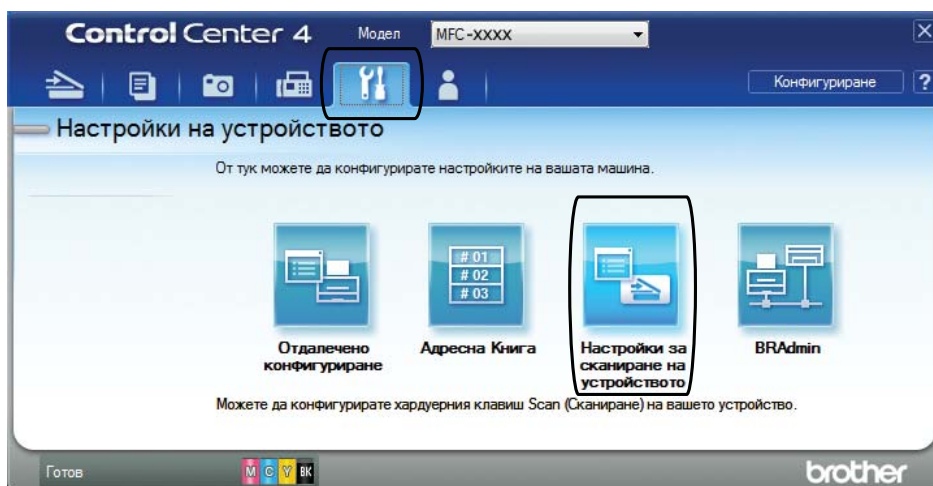 Control Center 4 Модел MFC-XXXX
Конфигуриране ?
Настройки на устройството
От тук можете да конфигурирате настройките на вашата машина.
# 01
# 02
# 03
Отдалечено
конфигуриране
Адресна Книга
Настройки за
сканиране на
устройството
BRAdmin
Можете да конфигурирате хардуерния клавиш Scan (Сканиране) на вашето устройство.
Готов M C Y BK brother